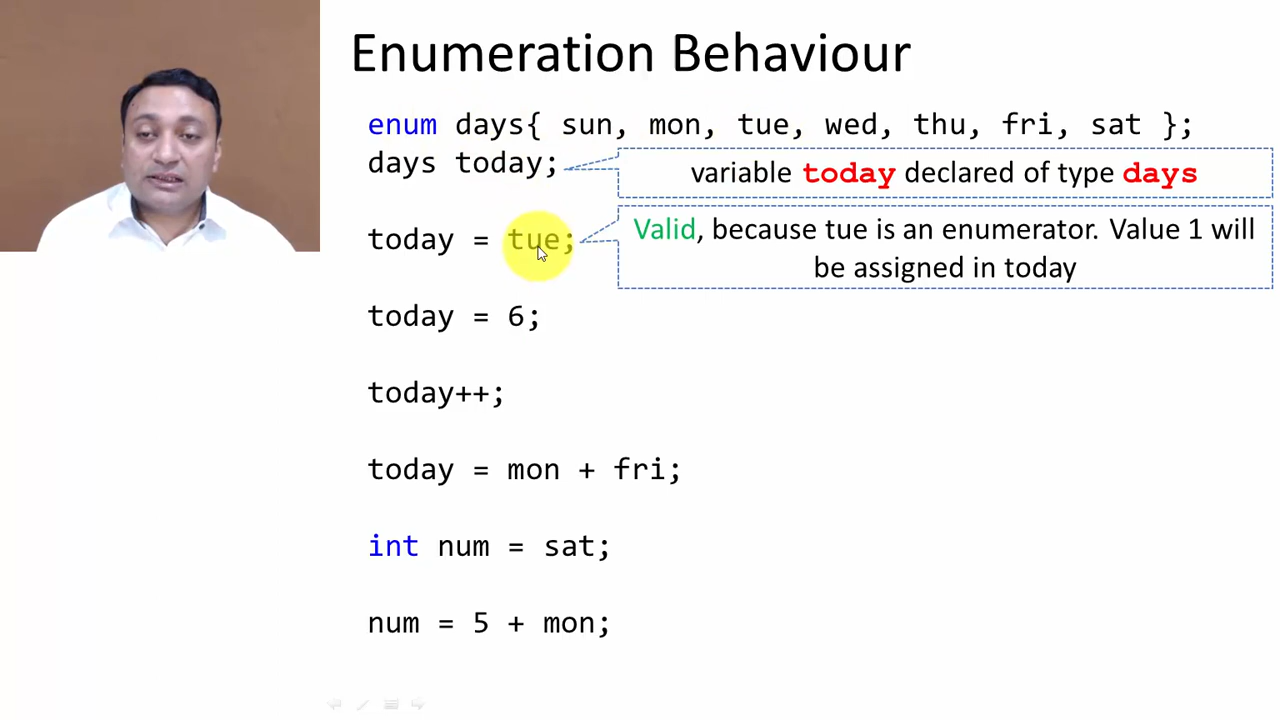 Enumeration Behaviour
enum days{ sun, mon, tue, wed, thu, fri, sat };
days today;
variable today declared of type days
today = tue;
Valid, because tue is an enumerator. Value 1 will
be assigned in today
today = 6;
today++;
today = mon + fri;
int num = sat;
num = 5 + mon;